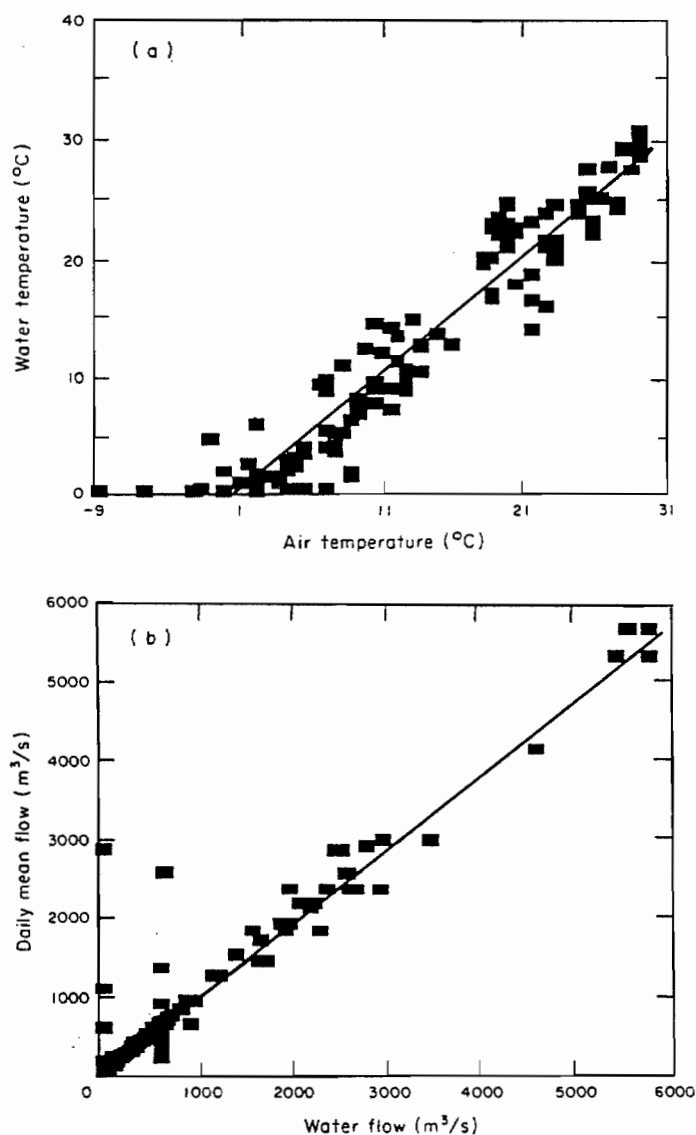 40
(a)
30
20
10
0
Water temperature (°C)
-9 1 11 21 31
Air temperature (°C)
6000
(b)
5000
4000
3000
2000
1000
Daily mean flow (m³/s)
0 1000 2000 3000 4000 5000 6000
Water flow (m³/s)